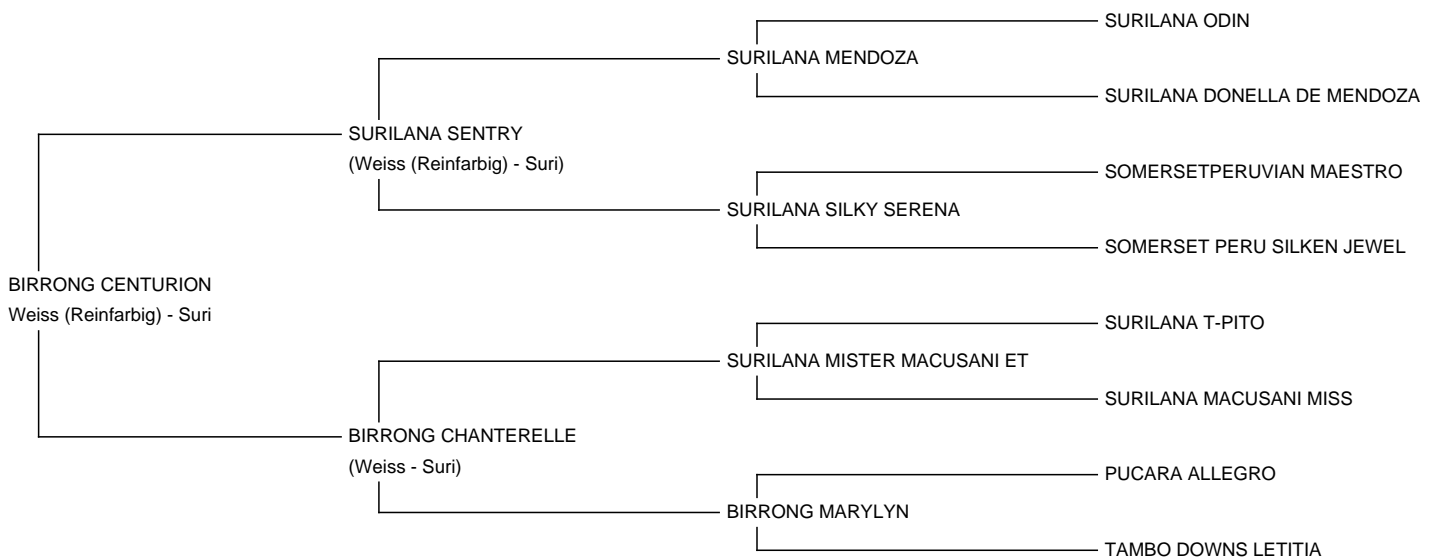 SURILANA ODIN
SURILANA MENDOZA
SURILANA DONELLA DE MENDOZA
SURILANA SENTRY
(Weiss (Reinfarbig) - Suri)
SOMERSETPERUVIAN MAESTRO
SURILANA SILKY SERENA
SOMERSET PERU SILKEN JEWEL
BIRRONG CENTURION
Weiss (Reinfarbig) - Suri
SURILANA T-PITO
SURILANA MISTER MACUSANI ET
SURILANA MACUSANI MISS
BIRRONG CHANTERELLE
(Weiss - Suri)
PUCARA ALLEGRO
BIRRONG MARYLYN
TAMBO DOWNS LETITIA